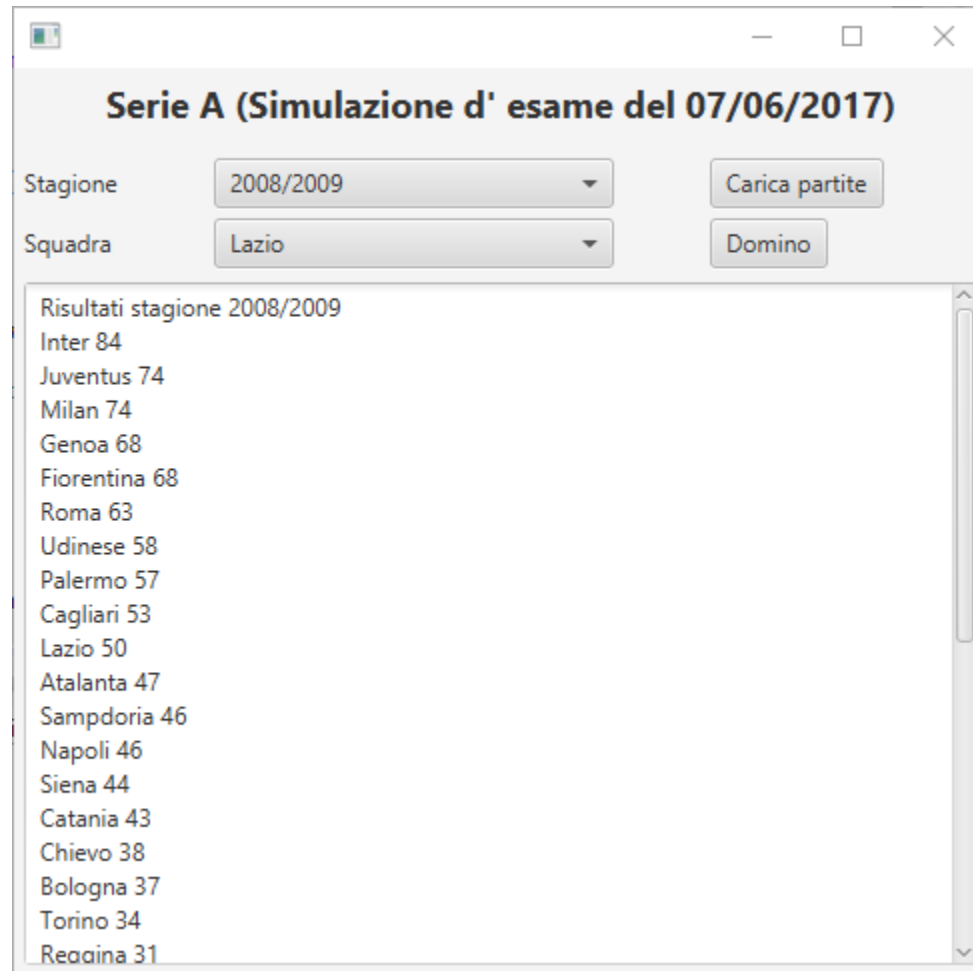 Serie A (Simulazione d' esame del 07/06/2017)
Stagione 2008/2009 Carica partite
Squadra Lazio Domino
Risultati stagione 2008/2009
Inter 84
Juventus 74
Milan 74
Genoa 68
Fiorentina 68
Roma 63
Udinese 58
Palermo 57
Cagliari 53
Lazio 50
Atalanta 47
Sampdoria 46
Napoli 46
Siena 44
Catania 43
Chievo 38
Bologna 37
Torino 34
Reggina 31